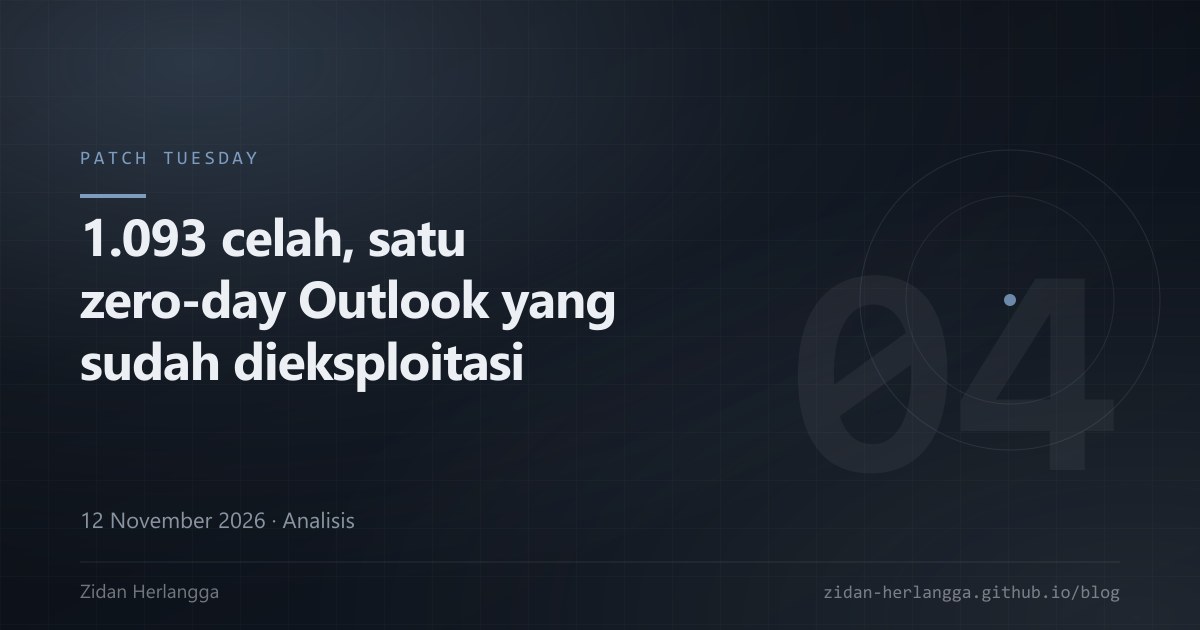 PATCH TUESDAY
1.093 celah, satu
zero-day Outlook yang
sudah dieksploitasi
04
12 November 2026 · Analisis
Zidan Herlangga
zidan-herlangga.github.io/blog